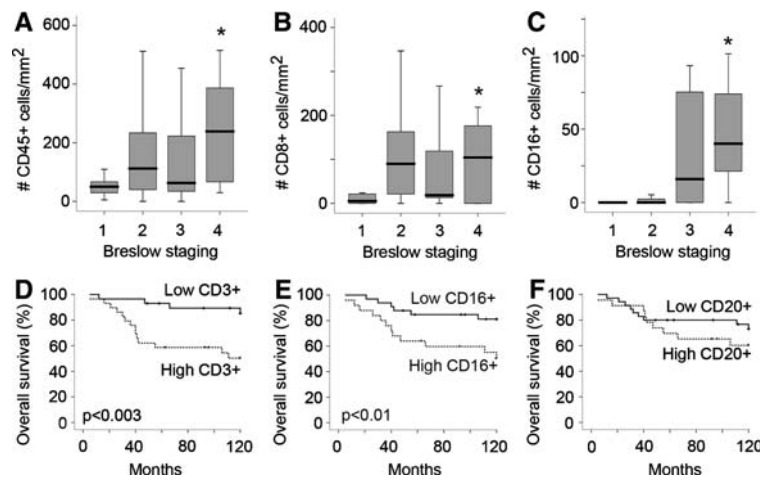 A
# CD45+ cells/mm2
600
400
200
0
*
1 2 3 4
Breslow staging
B
# CD8+ cells/mm2
400
200
0
*
1 2 3 4
Breslow staging
C
# CD16+ cells/mm2
100
50
0
*
1 2 3 4
Breslow staging
D
Overall survival (%)
100
80
60
40
20
0
Low CD3+
High CD3+
p<0.003
0 40 80 120
Months
E
Overall survival (%)
100
80
60
40
20
0
Low CD16+
High CD16+
p<0.01
0 40 80 120
Months
F
Overall survival (%)
100
80
60
40
20
0
Low CD20+
High CD20+
0 40 80 120
Months